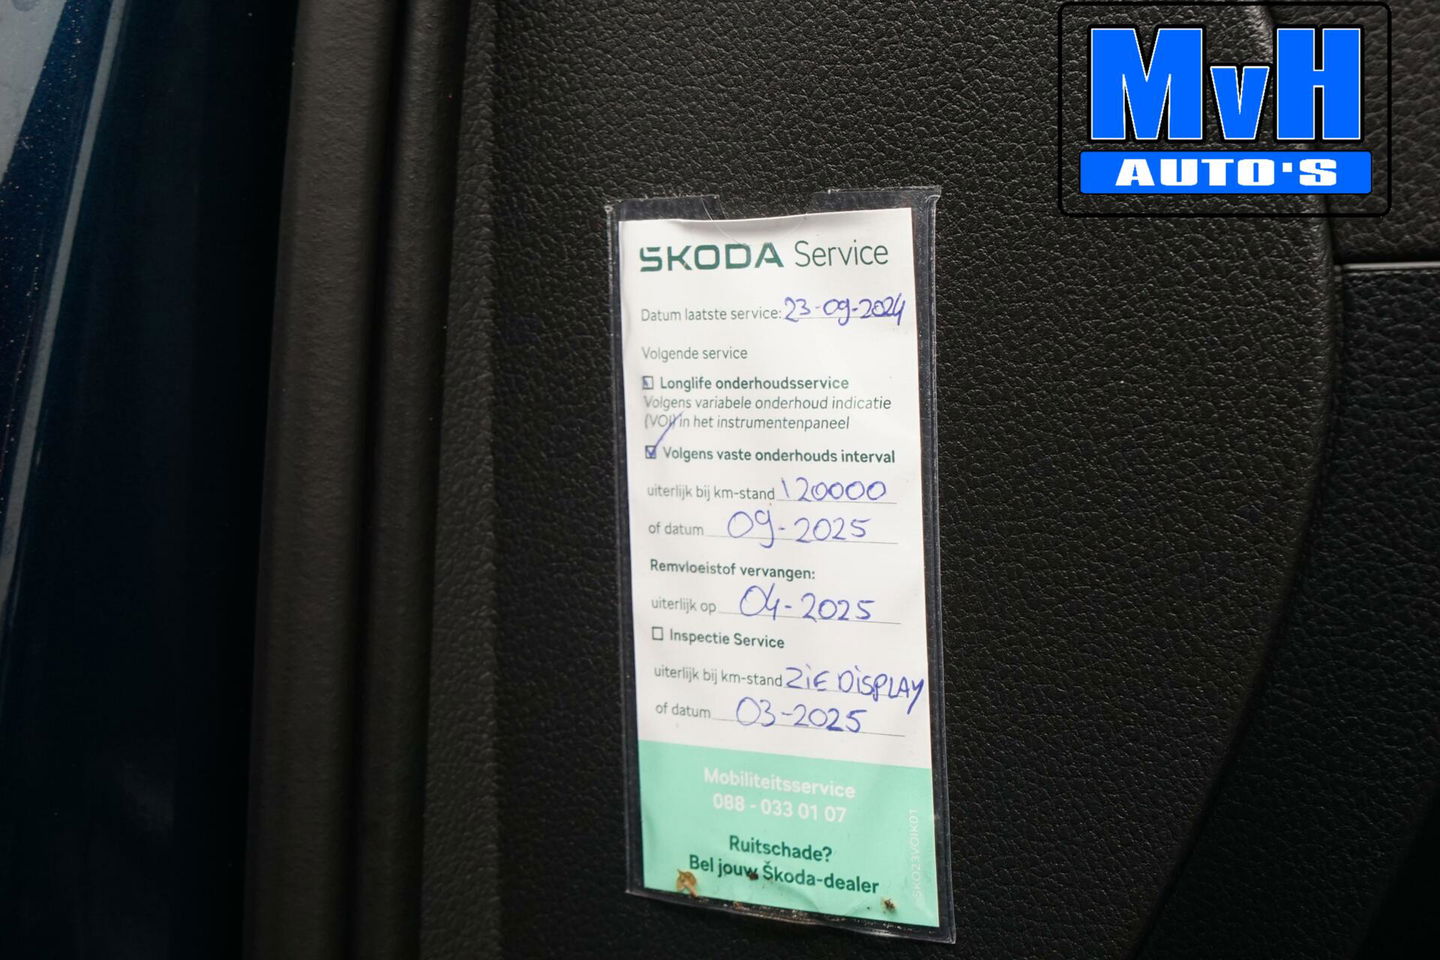 MvH
AUTO'S
ŠKODA Service
Datum laatste service: 23-09-2024
Volgende service
Longlife onderhoudsservice
Volgens variabele onderhoud indicatie
(VOI) in het instrumentenpaneel
Volgens vaste onderhouds interval
uiterlijk bij km-stand 120000
of datum 09-2025
Remvloeistof vervangen:
uiterlijk op 04-2025
Inspectie Service
uiterlijk bij km-stand ZIE DISPLAY
of datum 03-2025
Mobiliteitsservice
088 - 033 01 07
Ruitschade?
Bel jouw Škoda-dealer
SKO23VOIK01